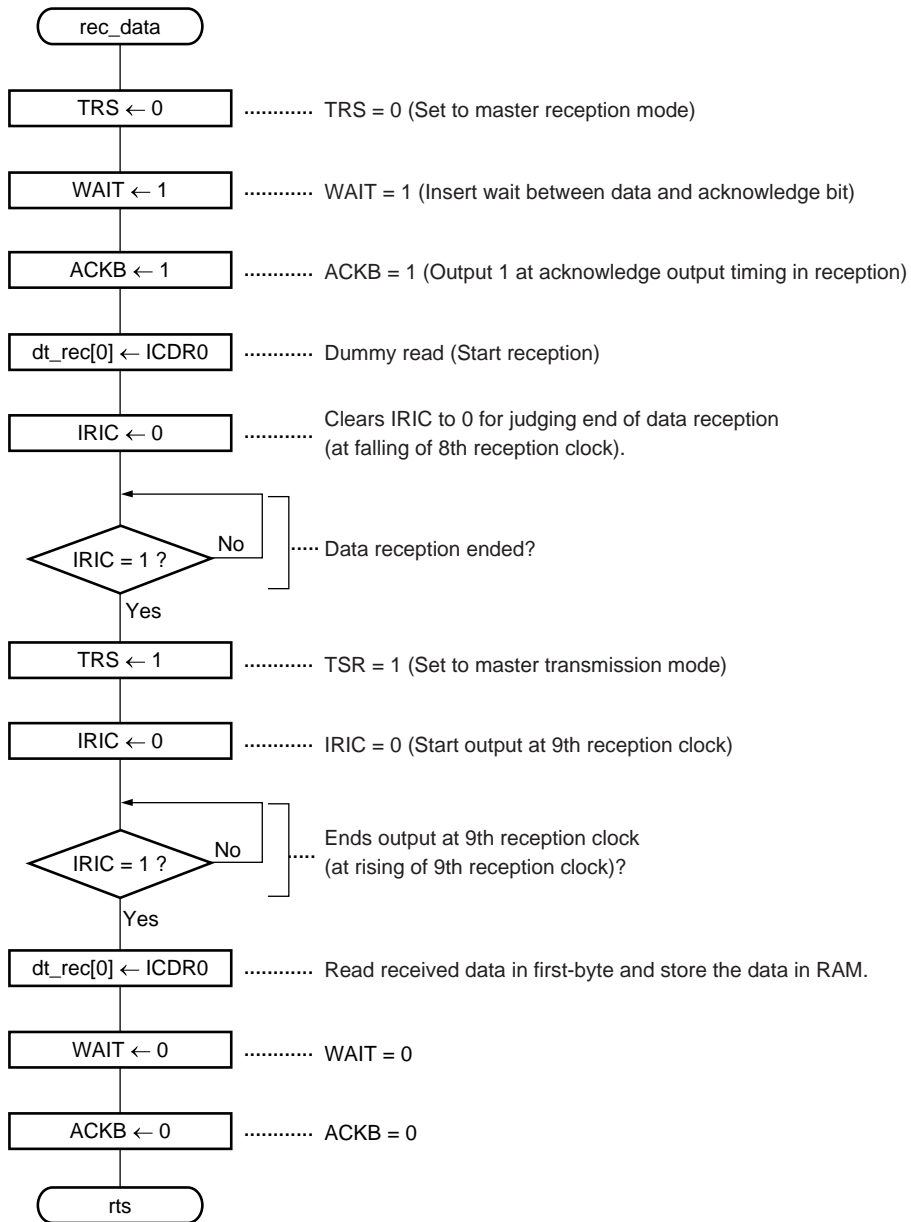 rec_data
TRS ← 0 ............ TRS = 0 (Set to master reception mode)
WAIT ← 1 ............ WAIT = 1 (Insert wait between data and acknowledge bit)
ACKB ← 1 ............ ACKB = 1 (Output 1 at acknowledge output timing in reception)
dt_rec[0] ← ICDR0 ............ Dummy read (Start reception)
IRIC ← 0 ............ Clears IRIC to 0 for judging end of data reception
(at falling of 8th reception clock).
IRIC = 1 ? No ..... Data reception ended?
Yes
TRS ← 1 ............ TSR = 1 (Set to master transmission mode)
IRIC ← 0 ............ IRIC = 0 (Start output at 9th reception clock)
IRIC = 1 ? No ..... Ends output at 9th reception clock
(at rising of 9th reception clock)?
Yes
dt_rec[0] ← ICDR0 ............ Read received data in first-byte and store the data in RAM.
WAIT ← 0 ............ WAIT = 0
ACKB ← 0 ............ ACKB = 0
rts